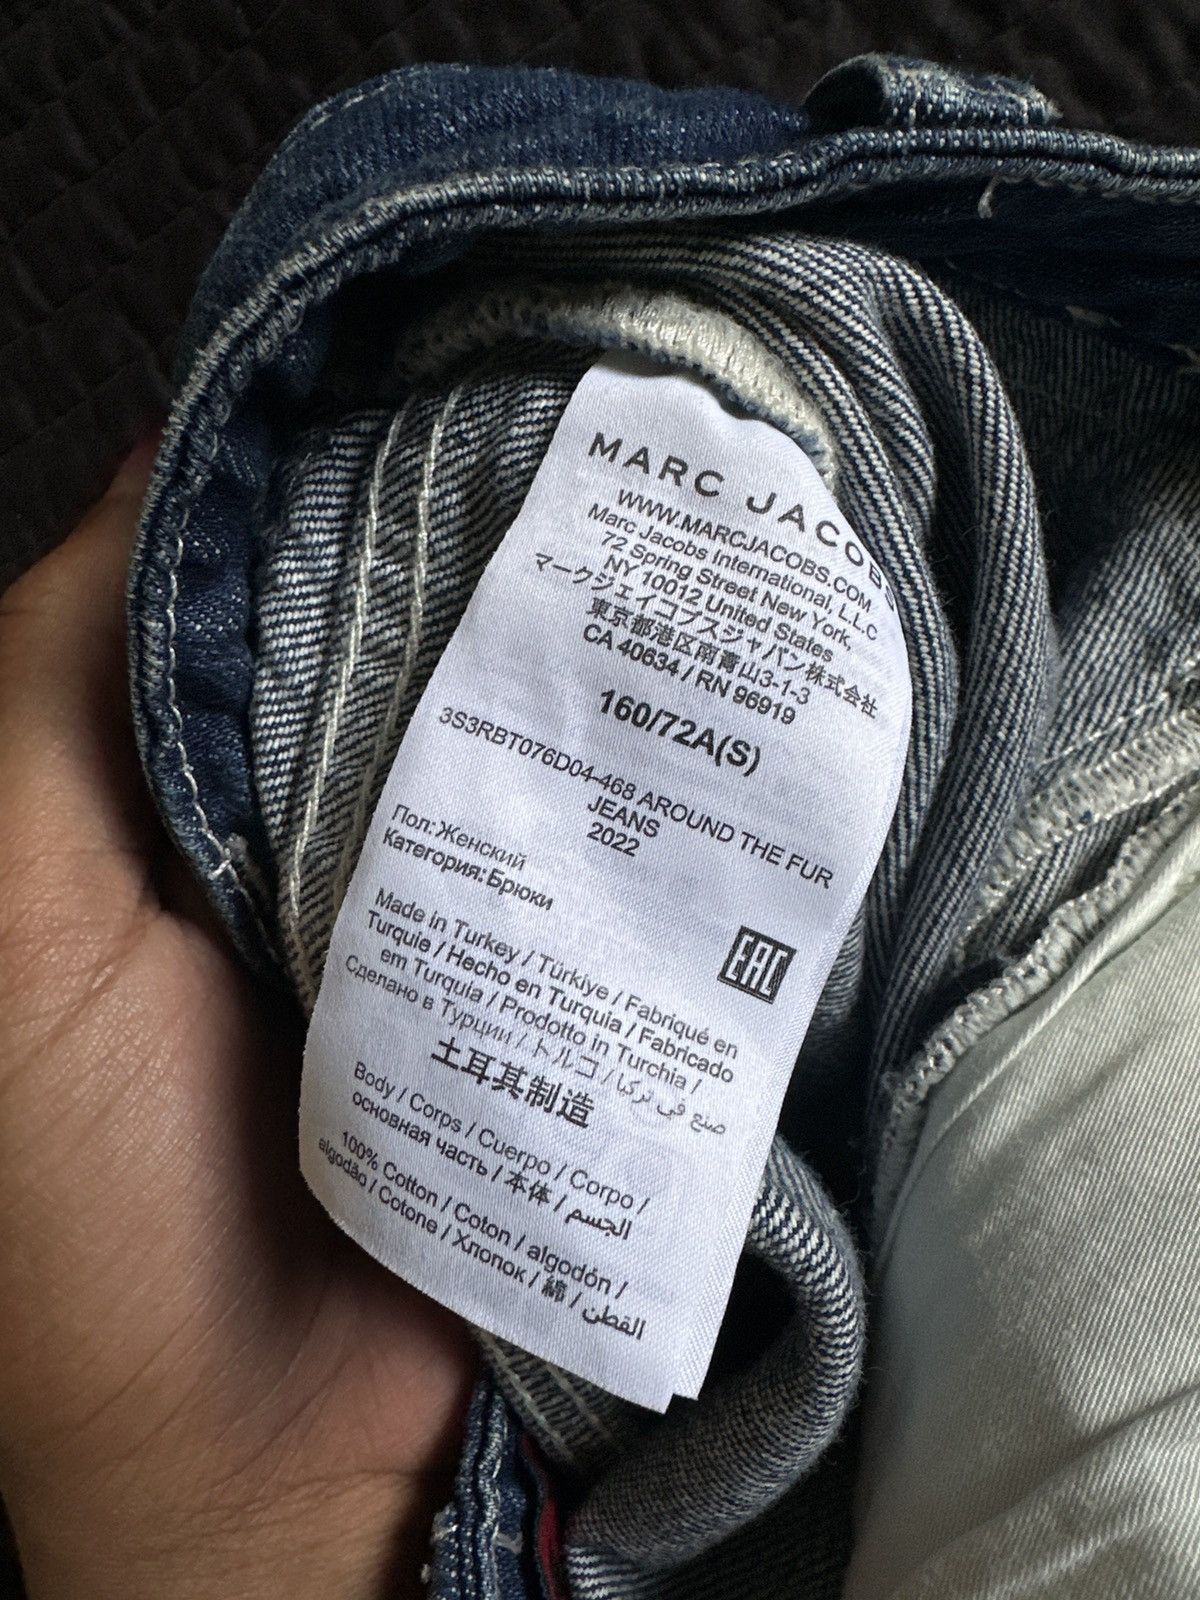 MARC JACOBS
WWW.MARCJACOBS.COM
Marc Jacobs International, L.L.C
72 Spring Street New York,
NY 10012 United States
マークジェイコブスジャパン株式会社
東京都港区南青山3-1-3
CA 40634 / RN 96919
160/72A(S)
3S3RBT076D04-468 AROUND THE FUR
JEANS
2022
Пол:Женский
Категория:Брюки
EAC
Made in Turkey / Türkiye / Fabriqué en
Turquie / Hecho en Turquia / Fabricado
em Turquia / Prodotto in Turchia /
Сделано в Турции / トルコ / صنع في تركيا
土耳其制造
Body / Corps / Cuerpo / Corpo /
основная часть / 本体 / الجسم
100% Cotton / Coton / algodón /
algodão / Cotone / Хлопок / 綿 / القطن